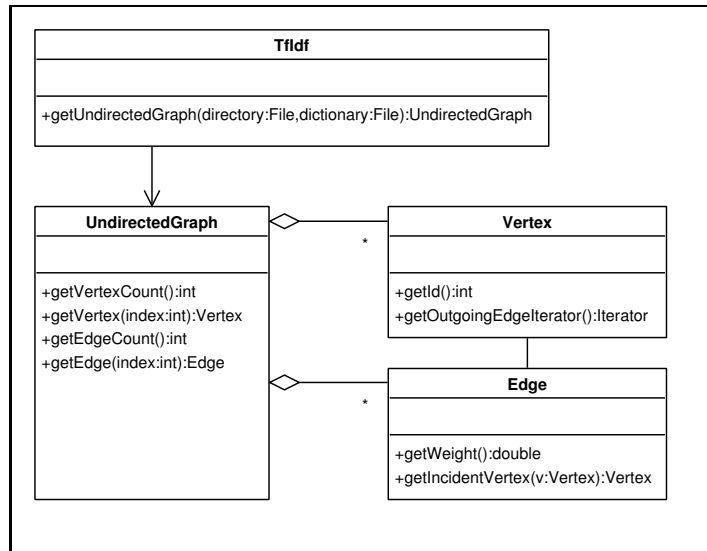 TfIdf
+getUndirectedGraph(directory:File,dictionary:File):UndirectedGraph
UndirectedGraph
+getVertexCount():int
+getVertex(index:int):Vertex
+getEdgeCount():int
+getEdge(index:int):Edge
*
Vertex
+getId():int
+getOutgoingEdgeIterator():Iterator
*
Edge
+getWeight():double
+getIncidentVertex(v:Vertex):Vertex